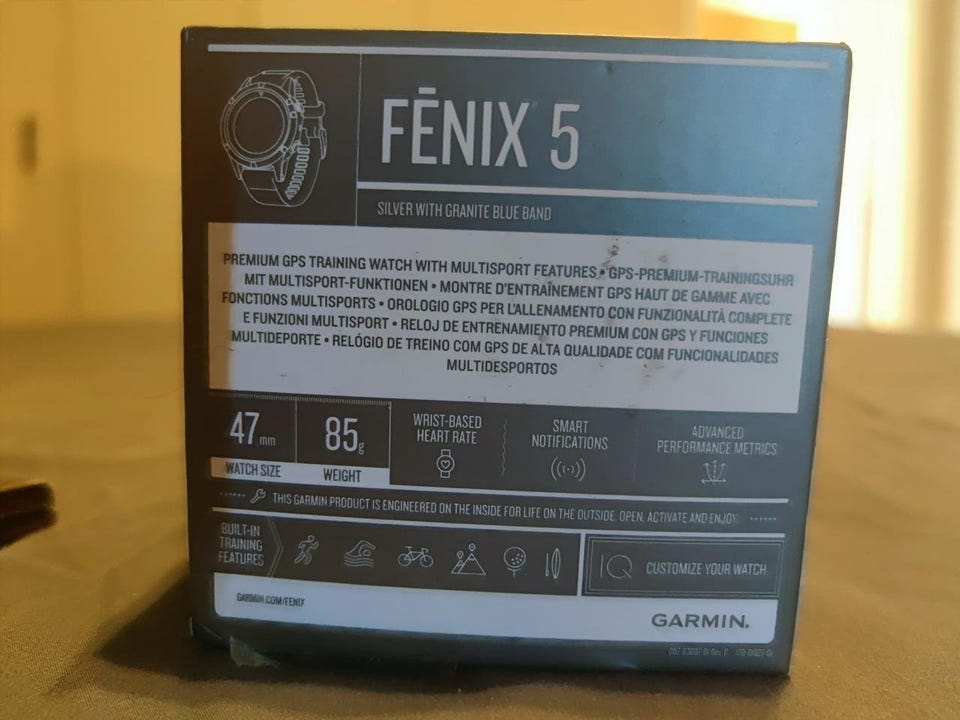 FĒNIX 5
SILVER WITH GRANITE BLUE BAND
PREMIUM GPS TRAINING WATCH WITH MULTISPORT FEATURES • GPS-PREMIUM-TRAININGSUHR
MIT MULTISPORT-FUNKTIONEN • MONTRE D'ENTRAÎNEMENT GPS HAUT DE GAMME AVEC
FONCTIONS MULTISPORTS • OROLOGIO GPS PER L'ALLENAMENTO CON FUNZIONALITÀ COMPLETE
E FUNZIONI MULTISPORT • RELOJ DE ENTRENAMIENTO PREMIUM CON GPS Y FUNCIONES
MULTIDEPORTE • RELÓGIO DE TREINO COM GPS DE ALTA QUALIDADE COM FUNCIONALIDADES
MULTIDESPORTOS
47 mm
WATCH SIZE
85 g
WEIGHT
WRIST-BASED
HEART RATE
SMART
NOTIFICATIONS
ADVANCED
PERFORMANCE METRICS
THIS GARMIN PRODUCT IS ENGINEERED ON THE INSIDE FOR LIFE ON THE OUTSIDE. OPEN, ACTIVATE AND ENJOY.
BUILT-IN
TRAINING
FEATURES
IQ CUSTOMIZE YOUR WATCH
GARMIN.COM/FENIX
GARMIN.